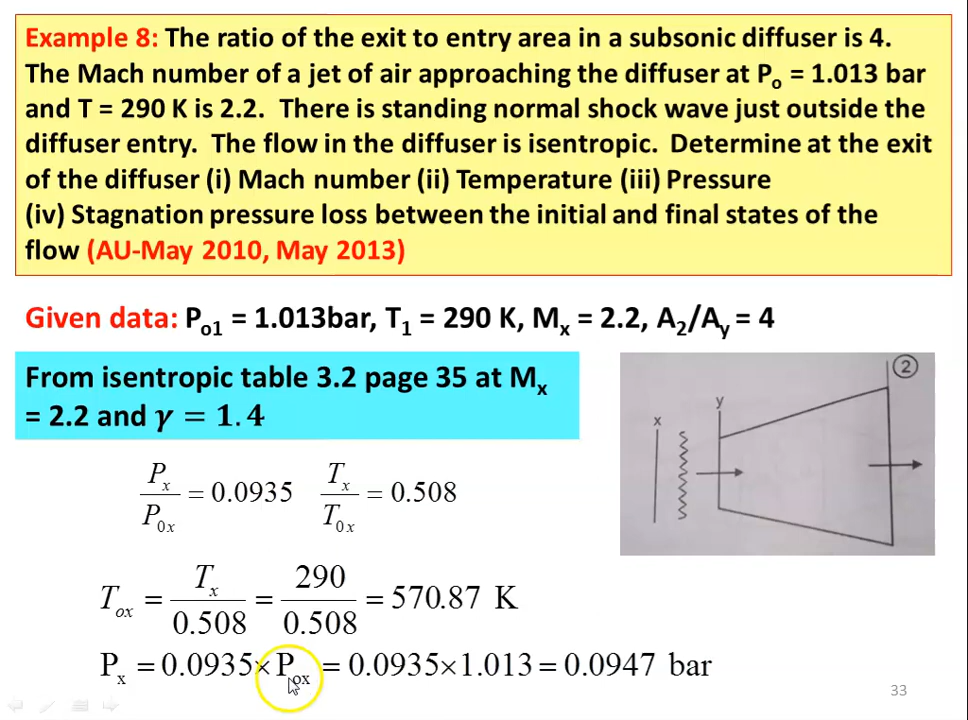 Example 8: The ratio of the exit to entry area in a subsonic diffuser is 4.
The Mach number of a jet of air approaching the diffuser at Po = 1.013 bar
and T = 290 K is 2.2. There is standing normal shock wave just outside the
diffuser entry. The flow in the diffuser is isentropic. Determine at the exit
of the diffuser (i) Mach number (ii) Temperature (iii) Pressure
(iv) Stagnation pressure loss between the initial and final states of the
flow (AU-May 2010, May 2013)
Given data: Po1 = 1.013bar, T1 = 290 K, Mx = 2.2, A2/Ay = 4
From isentropic table 3.2 page 35 at Mx
= 2.2 and γ = 1.4
Px/P0x = 0.0935 Tx/T0x = 0.508
x y 2
Tox = Tx/0.508 = 290/0.508 = 570.87 K
Px = 0.0935 × Pox = 0.0935 × 1.013 = 0.0947 bar
33